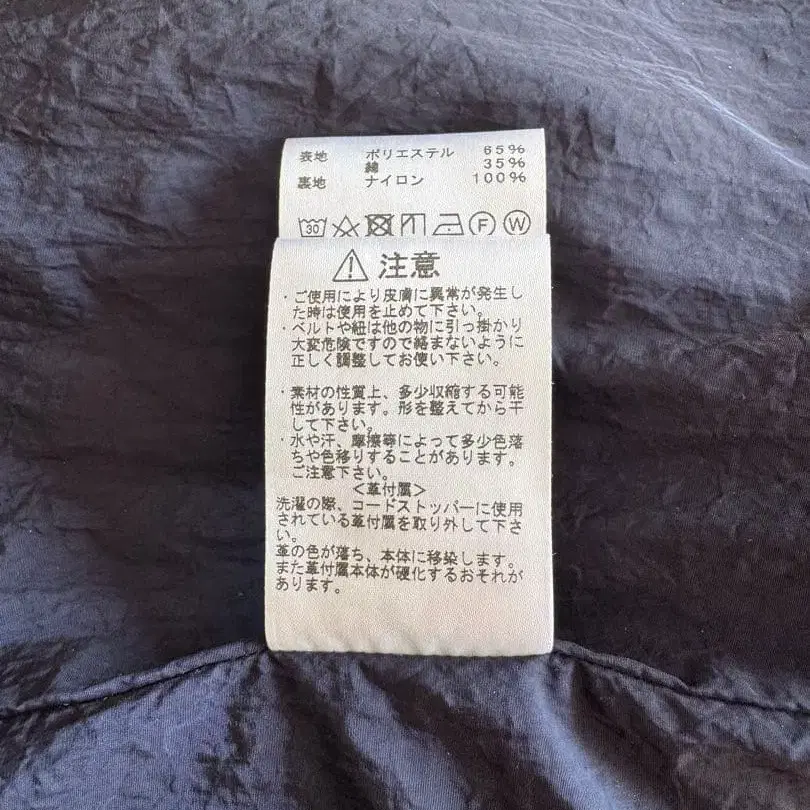 表地 ポリエステル 65%
綿 35%
裏地 ナイロン 100%
30 F W
注意
・ご使用により皮膚に異常が発生し
た時は使用を止めて下さい。
・ベルトや紐は他の物に引っ掛かり
大変危険ですので絡まないように
正しく調整してお使い下さい。
・素材の性質上、多少収縮する可能
性があります。形を整えてから干
して下さい。
・水や汗、摩擦等によって多少色落
ちや色移りすることがあります。
ご注意下さい。
<革付属>
洗濯の際、コードストッパーに使用
されている革付属を取り外して下さ
い。
革の色が落ち、本体に移染します。
また革付属本体が硬化するおそれが
あります。